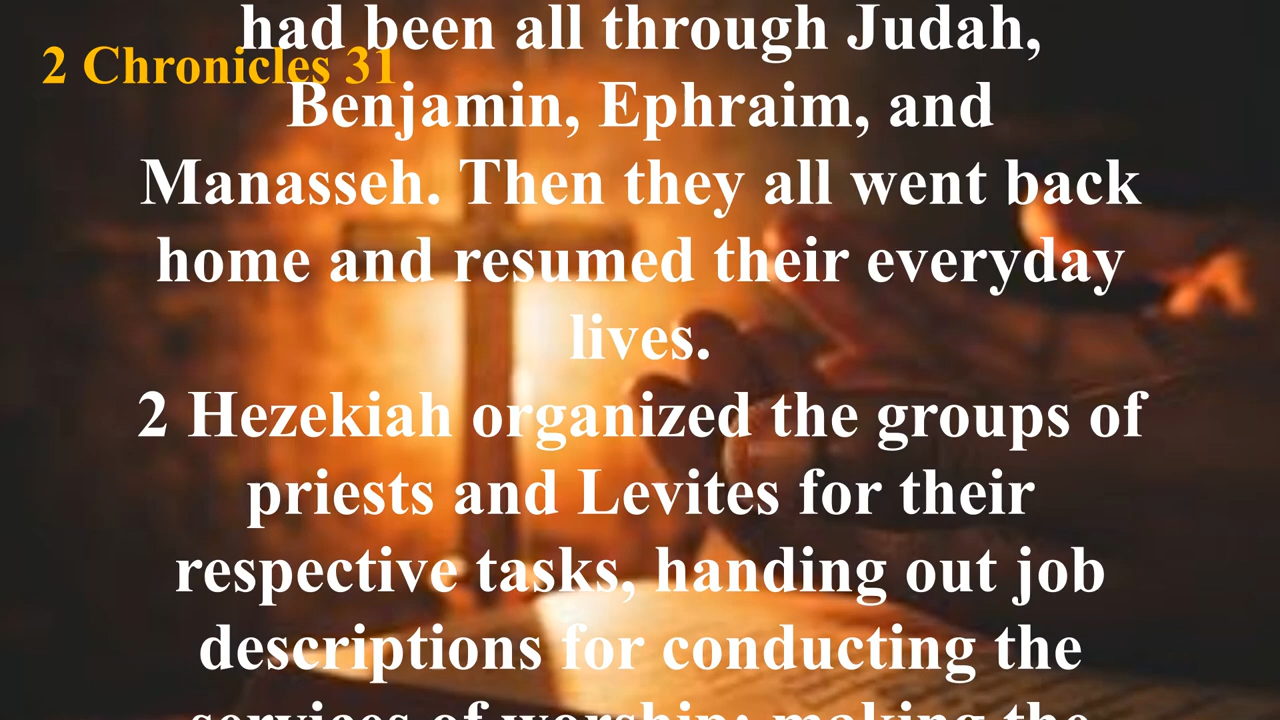 had been all through Judah,
2 Chronicles 31
Benjamin, Ephraim, and
Manasseh. Then they all went back
home and resumed their everyday
lives.
2 Hezekiah organized the groups of
priests and Levites for their
respective tasks, handing out job
descriptions for conducting the
services of worship: making the